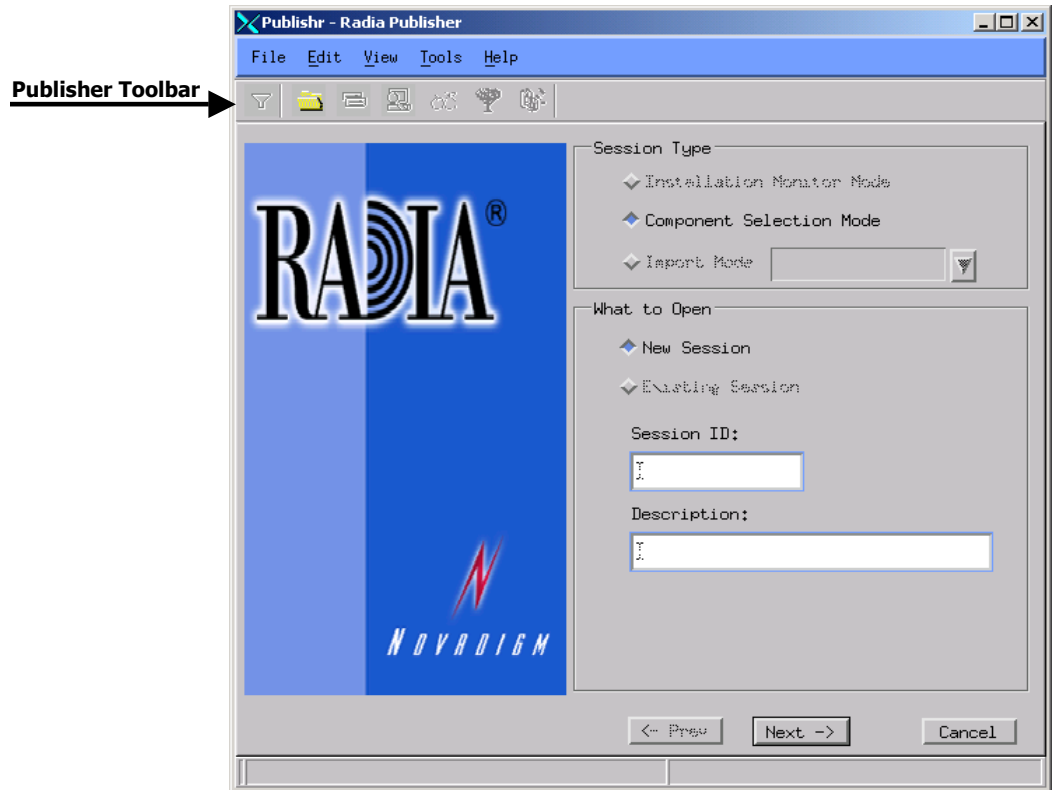 Publishr - Radia Publisher
File Edit View Tools Help
Publisher Toolbar
RADIA®
NOVADIGM
Session Type
Installation Monitor Mode
Component Selection Mode
Import Mode
What to Open
New Session
Existing Session
Session ID:
Description:
<- Prev
Next ->
Cancel